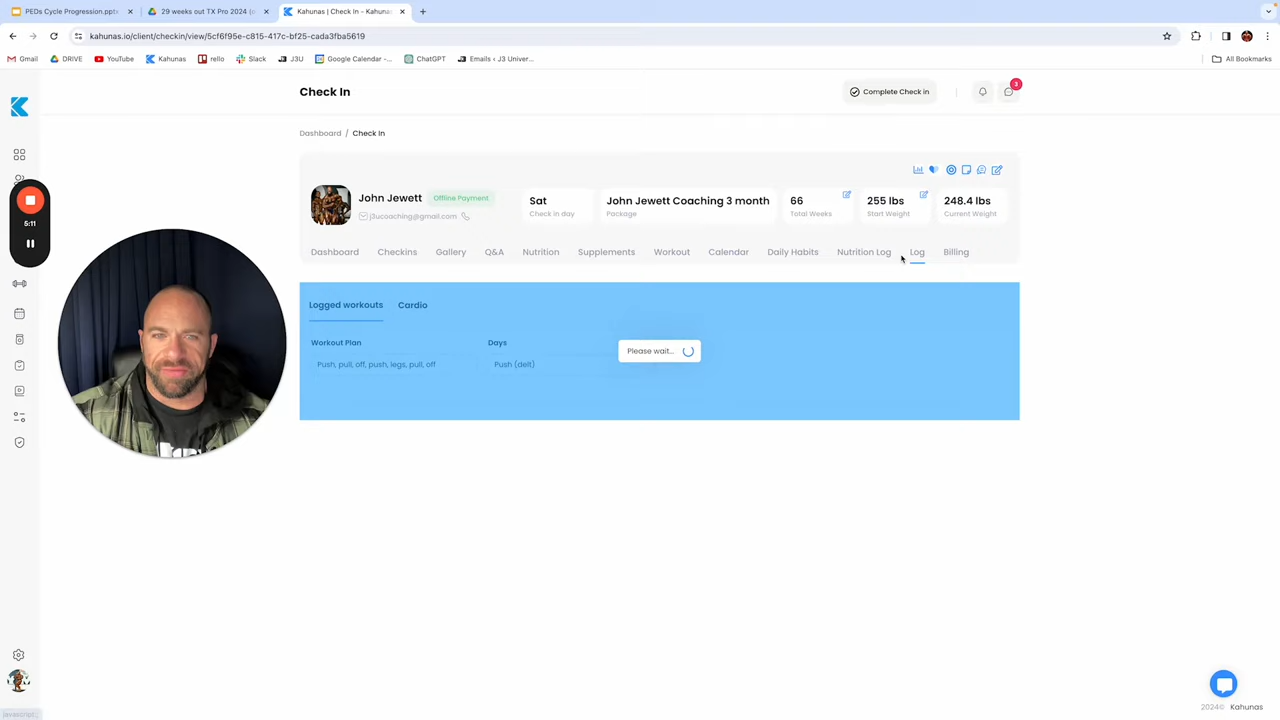 PEDs Cycle Progression.pptx
29 weeks out TX Pro 2024 (
Kahunas | Check In - Kahuna
kahunas.io/client/checkin/view/5cf6f95e-c815-417c-bf25-cada3fba5619
Gmail DRIVE YouTube Kahunas rello Slack J3U Google Calendar -... ChatGPT Emails ‹ J3 Univer... All Bookmarks
Check In
Complete Check in
3
Dashboard / Check In
John Jewett Offline Payment
j3ucoaching@gmail.com
Sat
Check in day
John Jewett Coaching 3 month
Package
66
Total Weeks
255 lbs
Start Weight
248.4 lbs
Current Weight
5:11
Dashboard Checkins Gallery Q&A Nutrition Supplements Workout Calendar Daily Habits Nutrition Log Log Billing
Logged workouts Cardio
Workout Plan Days
Please wait...
Push, pull, off, push, legs, pull, off Push (delt)
2024© Kahunas
javascript: